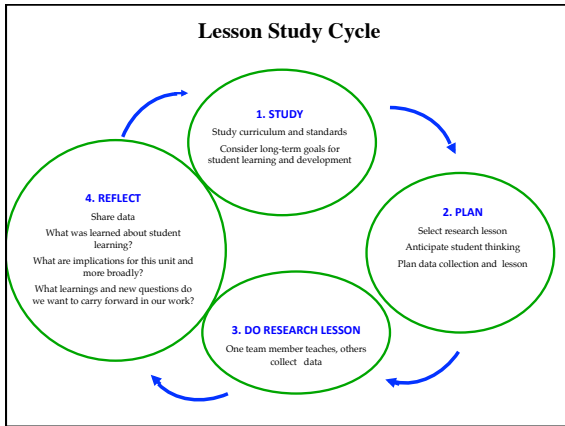 Lesson Study Cycle
1. STUDY
Study curriculum and standards
Consider long-term goals for
student learning and development
2. PLAN
Select research lesson
Anticipate student thinking
Plan data collection and lesson
3. DO RESEARCH LESSON
One team member teaches, others
collect data
4. REFLECT
Share data
What was learned about student
learning?
What are implications for this unit and
more broadly?
What learnings and new questions do
we want to carry forward in our work?